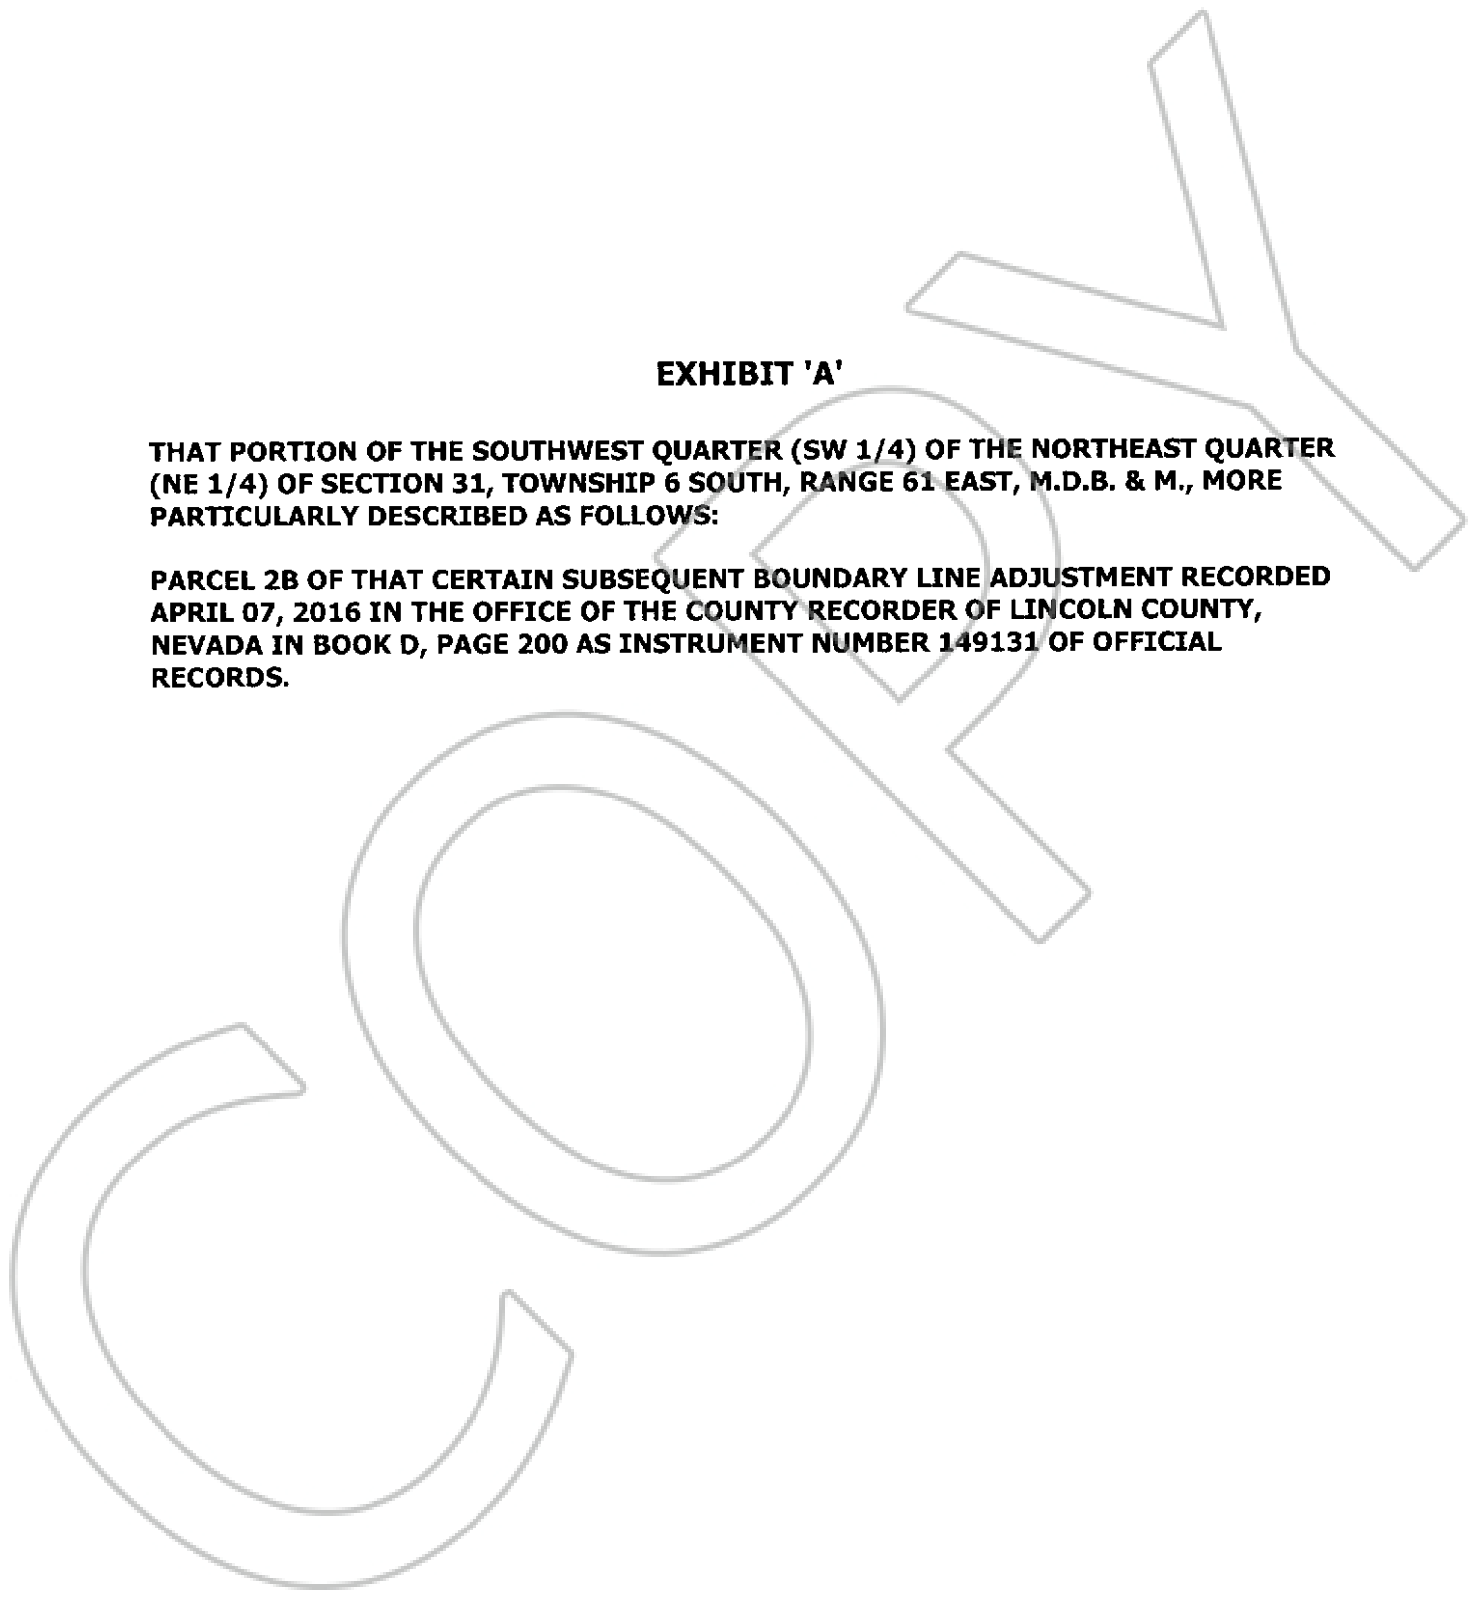 EXHIBIT 'A'
THAT PORTION OF THE SOUTHWEST QUARTER (SW 1/4) OF THE NORTHEAST QUARTER
(NE 1/4) OF SECTION 31, TOWNSHIP 6 SOUTH, RANGE 61 EAST, M.D.B. & M., MORE
PARTICULARLY DESCRIBED AS FOLLOWS:
PARCEL 2B OF THAT CERTAIN SUBSEQUENT BOUNDARY LINE ADJUSTMENT RECORDED
APRIL 07, 2016 IN THE OFFICE OF THE COUNTY RECORDER OF LINCOLN COUNTY,
NEVADA IN BOOK D, PAGE 200 AS INSTRUMENT NUMBER 149131 OF OFFICIAL
RECORDS.
COPY